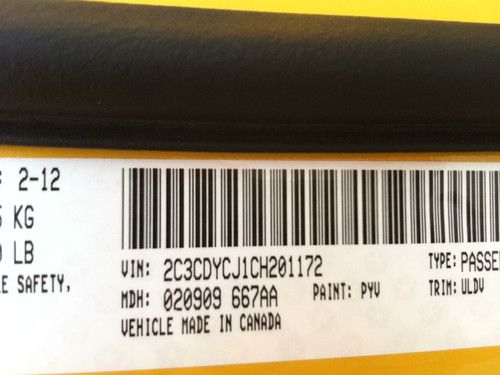 : 2-12
KG
LB
SAFETY,
VIN: 2C3CDYCJ1CH201172
TYPE: PASSE
MDH: 020909 667AA PAINT: PYV TRIM: ULDV
VEHICLE MADE IN CANADA